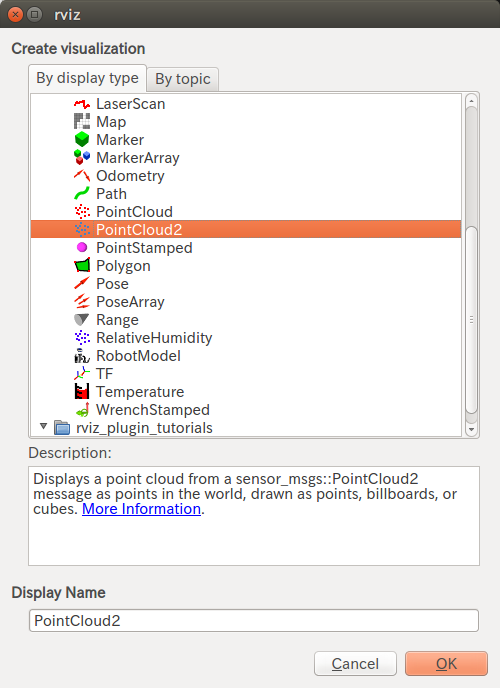 rviz
Create visualization
By display type
By topic
LaserScan
Map
Marker
MarkerArray
Odometry
Path
PointCloud
PointCloud2
PointStamped
Polygon
Pose
PoseArray
Range
RelativeHumidity
RobotModel
TF
Temperature
WrenchStamped
rviz_plugin_tutorials
Description:
Displays a point cloud from a sensor_msgs::PointCloud2
message as points in the world, drawn as points, billboards, or
cubes. More Information.
Display Name
PointCloud2
Cancel
OK